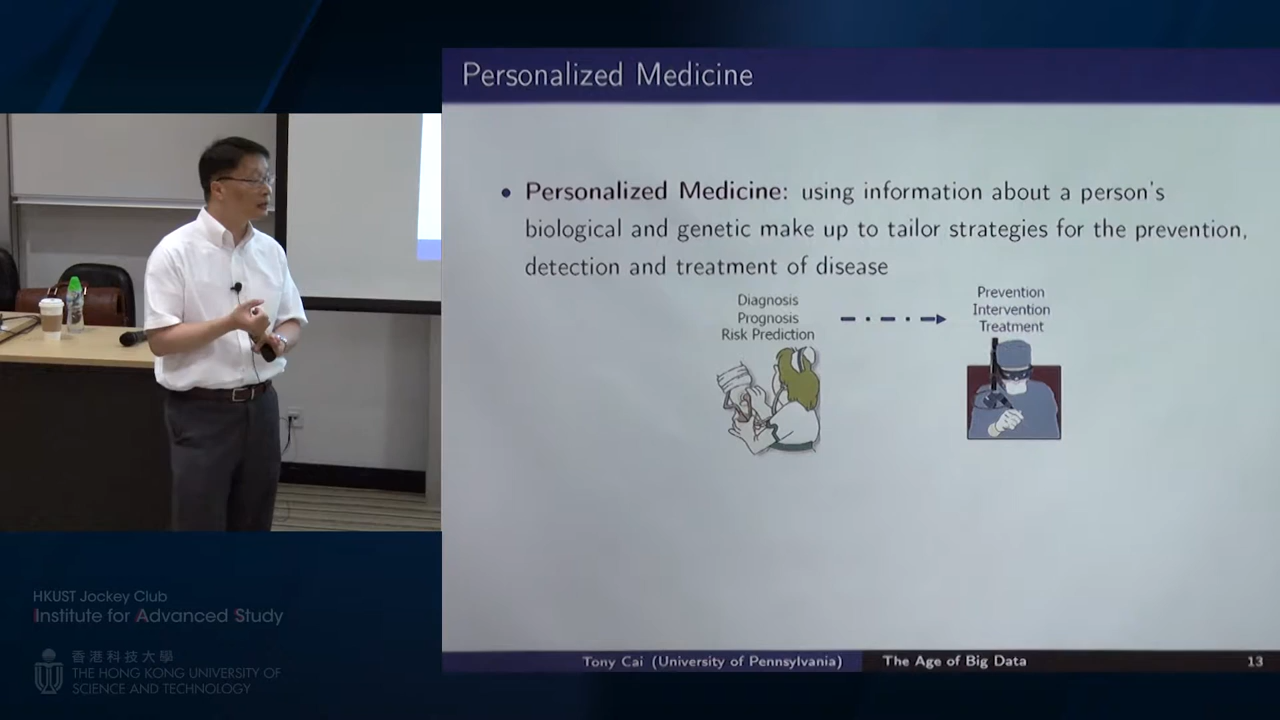 Personalized Medicine
• Personalized Medicine: using information about a person's
biological and genetic make up to tailor strategies for the prevention,
detection and treatment of disease
Diagnosis
Prognosis
Risk Prediction
Prevention
Intervention
Treatment
HKUST Jockey Club
Institute for Advanced Study
香港科技大學
THE HONG KONG UNIVERSITY OF
SCIENCE AND TECHNOLOGY
Tony Cai (University of Pennsylvania) The Age of Big Data 13